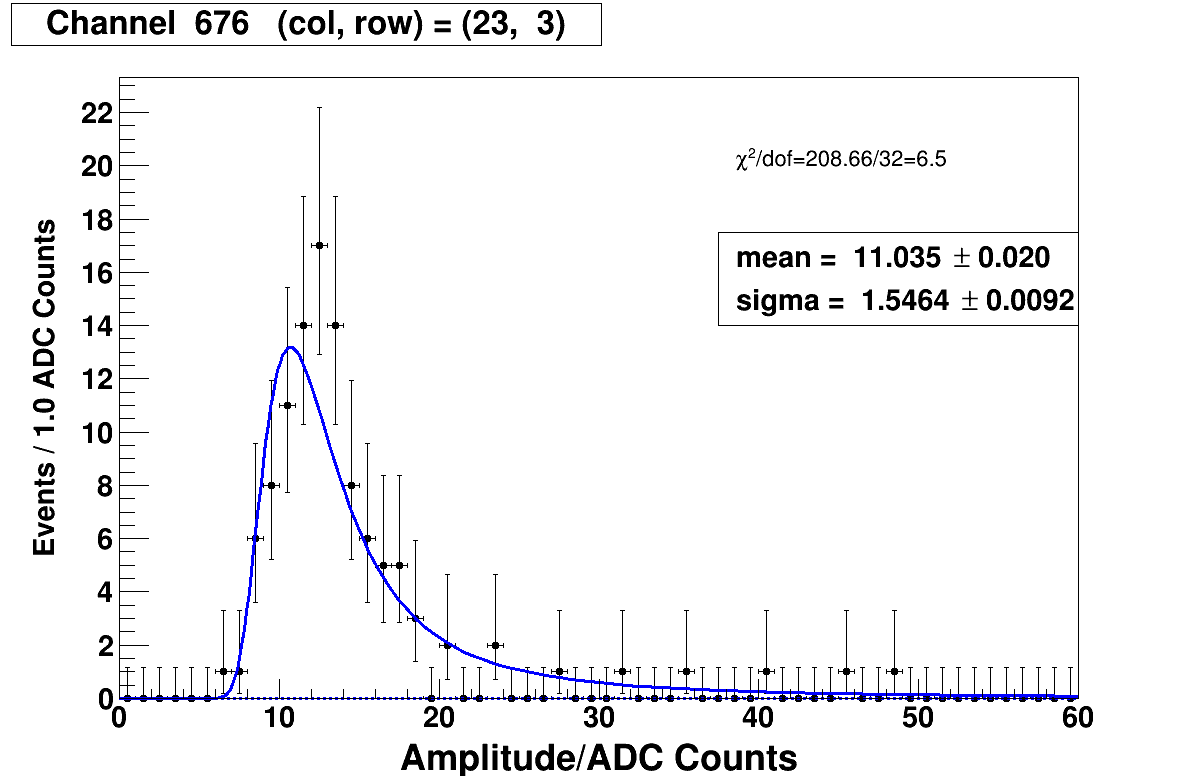 Channel 676 (col, row) = (23, 3)
χ²/dof=208.66/32=6.5
mean = 11.035 ± 0.020
sigma = 1.5464 ± 0.0092
Events / 1.0 ADC Counts
22
20
18
16
14
12
10
8
6
4
2
0
0 10 20 30 40 50 60
Amplitude/ADC Counts